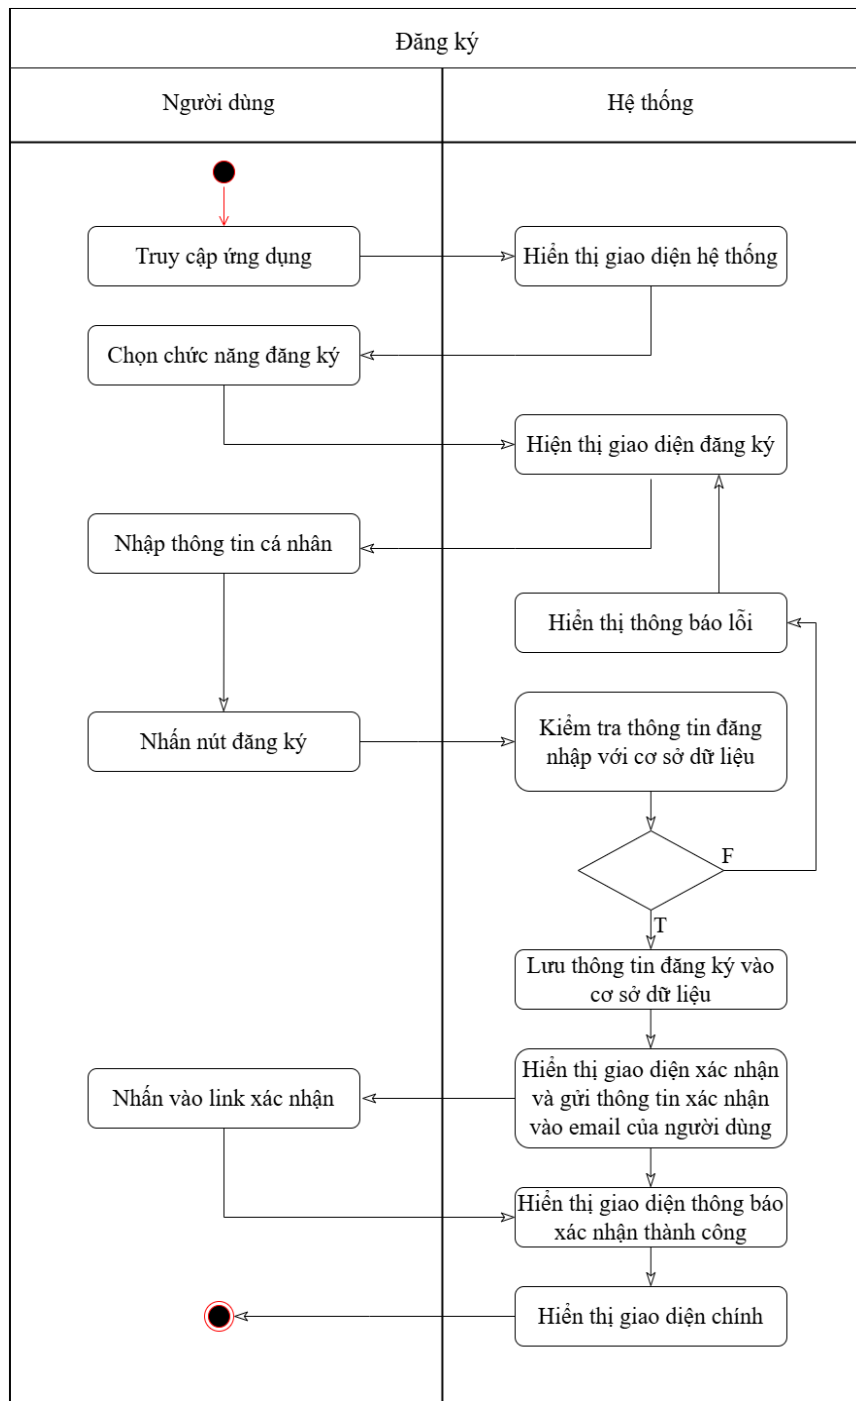 Đăng ký
Người dùng
Hệ thống
Truy cập ứng dụng
Hiển thị giao diện hệ thống
Chọn chức năng đăng ký
Hiện thị giao diện đăng ký
Nhập thông tin cá nhân
Hiển thị thông báo lỗi
Nhấn nút đăng ký
Kiểm tra thông tin đăng
nhập với cơ sở dữ liệu
F
T
Lưu thông tin đăng ký vào
cơ sở dữ liệu
Hiển thị giao diện xác nhận
và gửi thông tin xác nhận
vào email của người dùng
Nhấn vào link xác nhận
Hiển thị giao diện thông báo
xác nhận thành công
Hiển thị giao diện chính